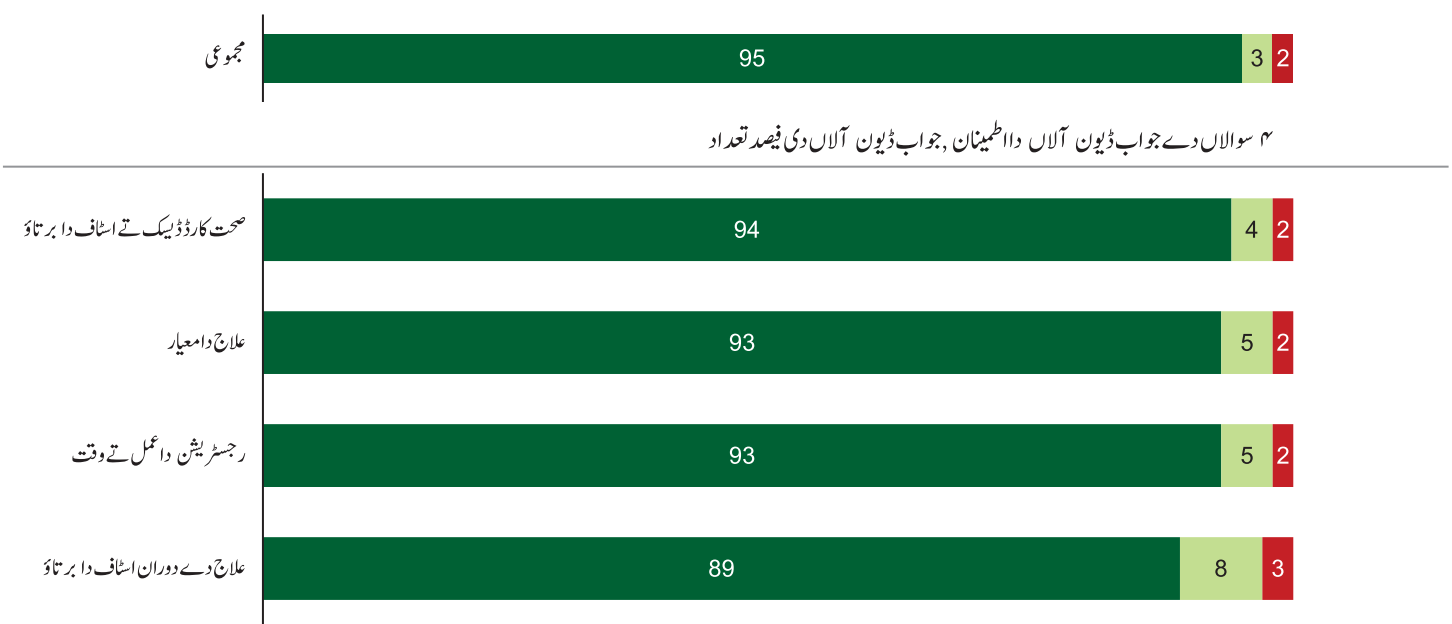 مجموعی 95 3 2
۴ سوالاں دے جواب ڈیون آلاں دا اطمینان , جواب ڈیون آلاں دی فیصد تعداد
صحت کارڈ ڈیسک تے اسٹاف دا برتاؤ 94 4 2
علاج دا معیار 93 5 2
رجسٹریشن دا عمل تے وقت 93 5 2
علاج دے دوران اسٹاف دا برتاؤ 89 8 3